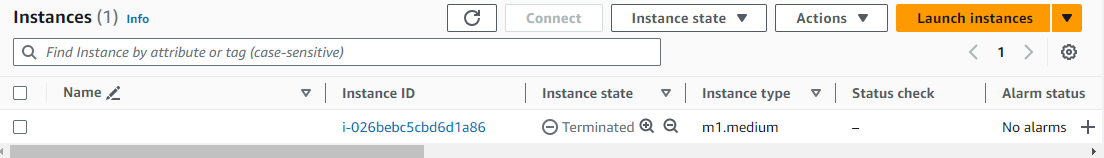 Instances (1) Info Connect Instance state Actions Launch instances
Find Instance by attribute or tag (case-sensitive) 1
Name Instance ID Instance state Instance type Status check Alarm status
i-026bebc5cbd6d1a86 Terminated m1.medium – No alarms +